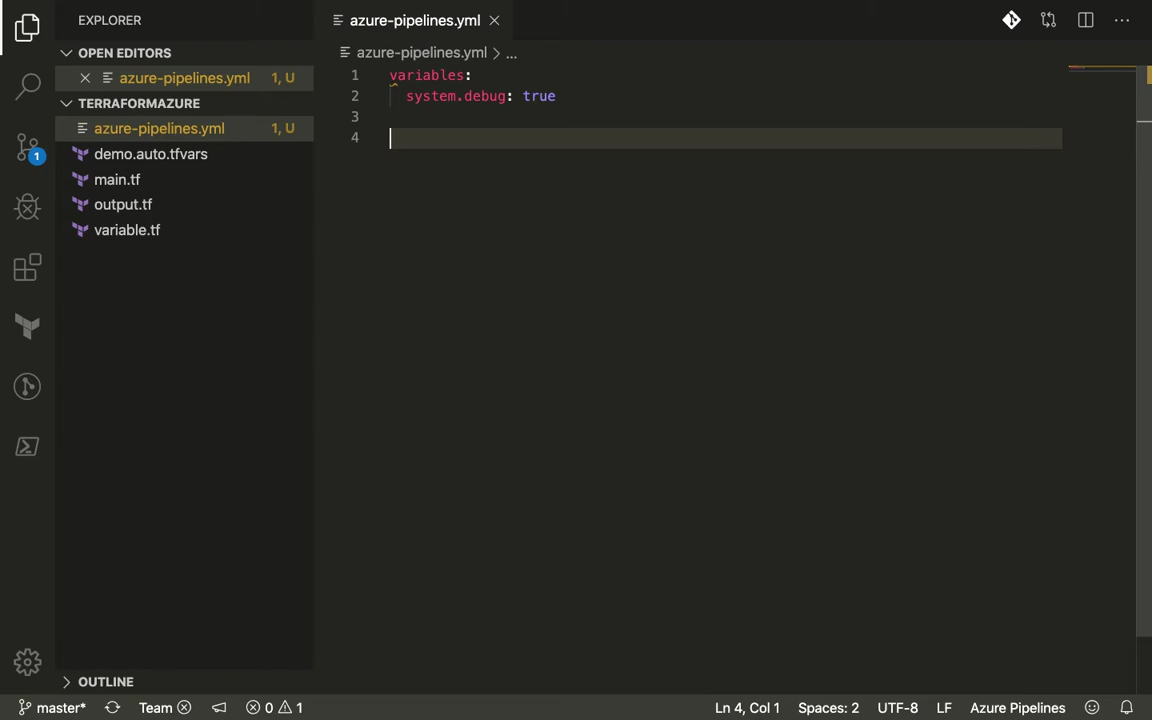 EXPLORER
OPEN EDITORS
azure-pipelines.yml 1, U
TERRAFORMAZURE
azure-pipelines.yml 1, U
demo.auto.tfvars
main.tf
output.tf
variable.tf
OUTLINE
1
azure-pipelines.yml
azure-pipelines.yml > ...
1 variables:
2 system.debug: true
3
4
master* Team 0 1 Ln 4, Col 1 Spaces: 2 UTF-8 LF Azure Pipelines